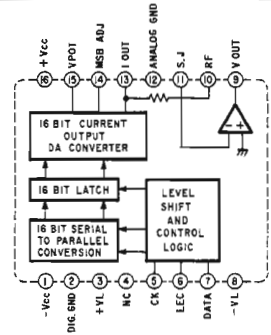 +Vcc
VPOT
MSB ADJ
I OUT
ANALOG GND
S.J
RF
V OUT
16
15
14
13
12
11
10
9
16 BIT CURRENT
OUTPUT
DA CONVERTER
- +
16 BIT LATCH
LEVEL
SHIFT
AND
CONTROL
LOGIC
16 BIT SERIAL
TO PARALLEL
CONVERSION
1
2
3
4
5
6
7
8
-Vcc
DIG. GND
+VL
NC
CK
LEC
DATA
-VL